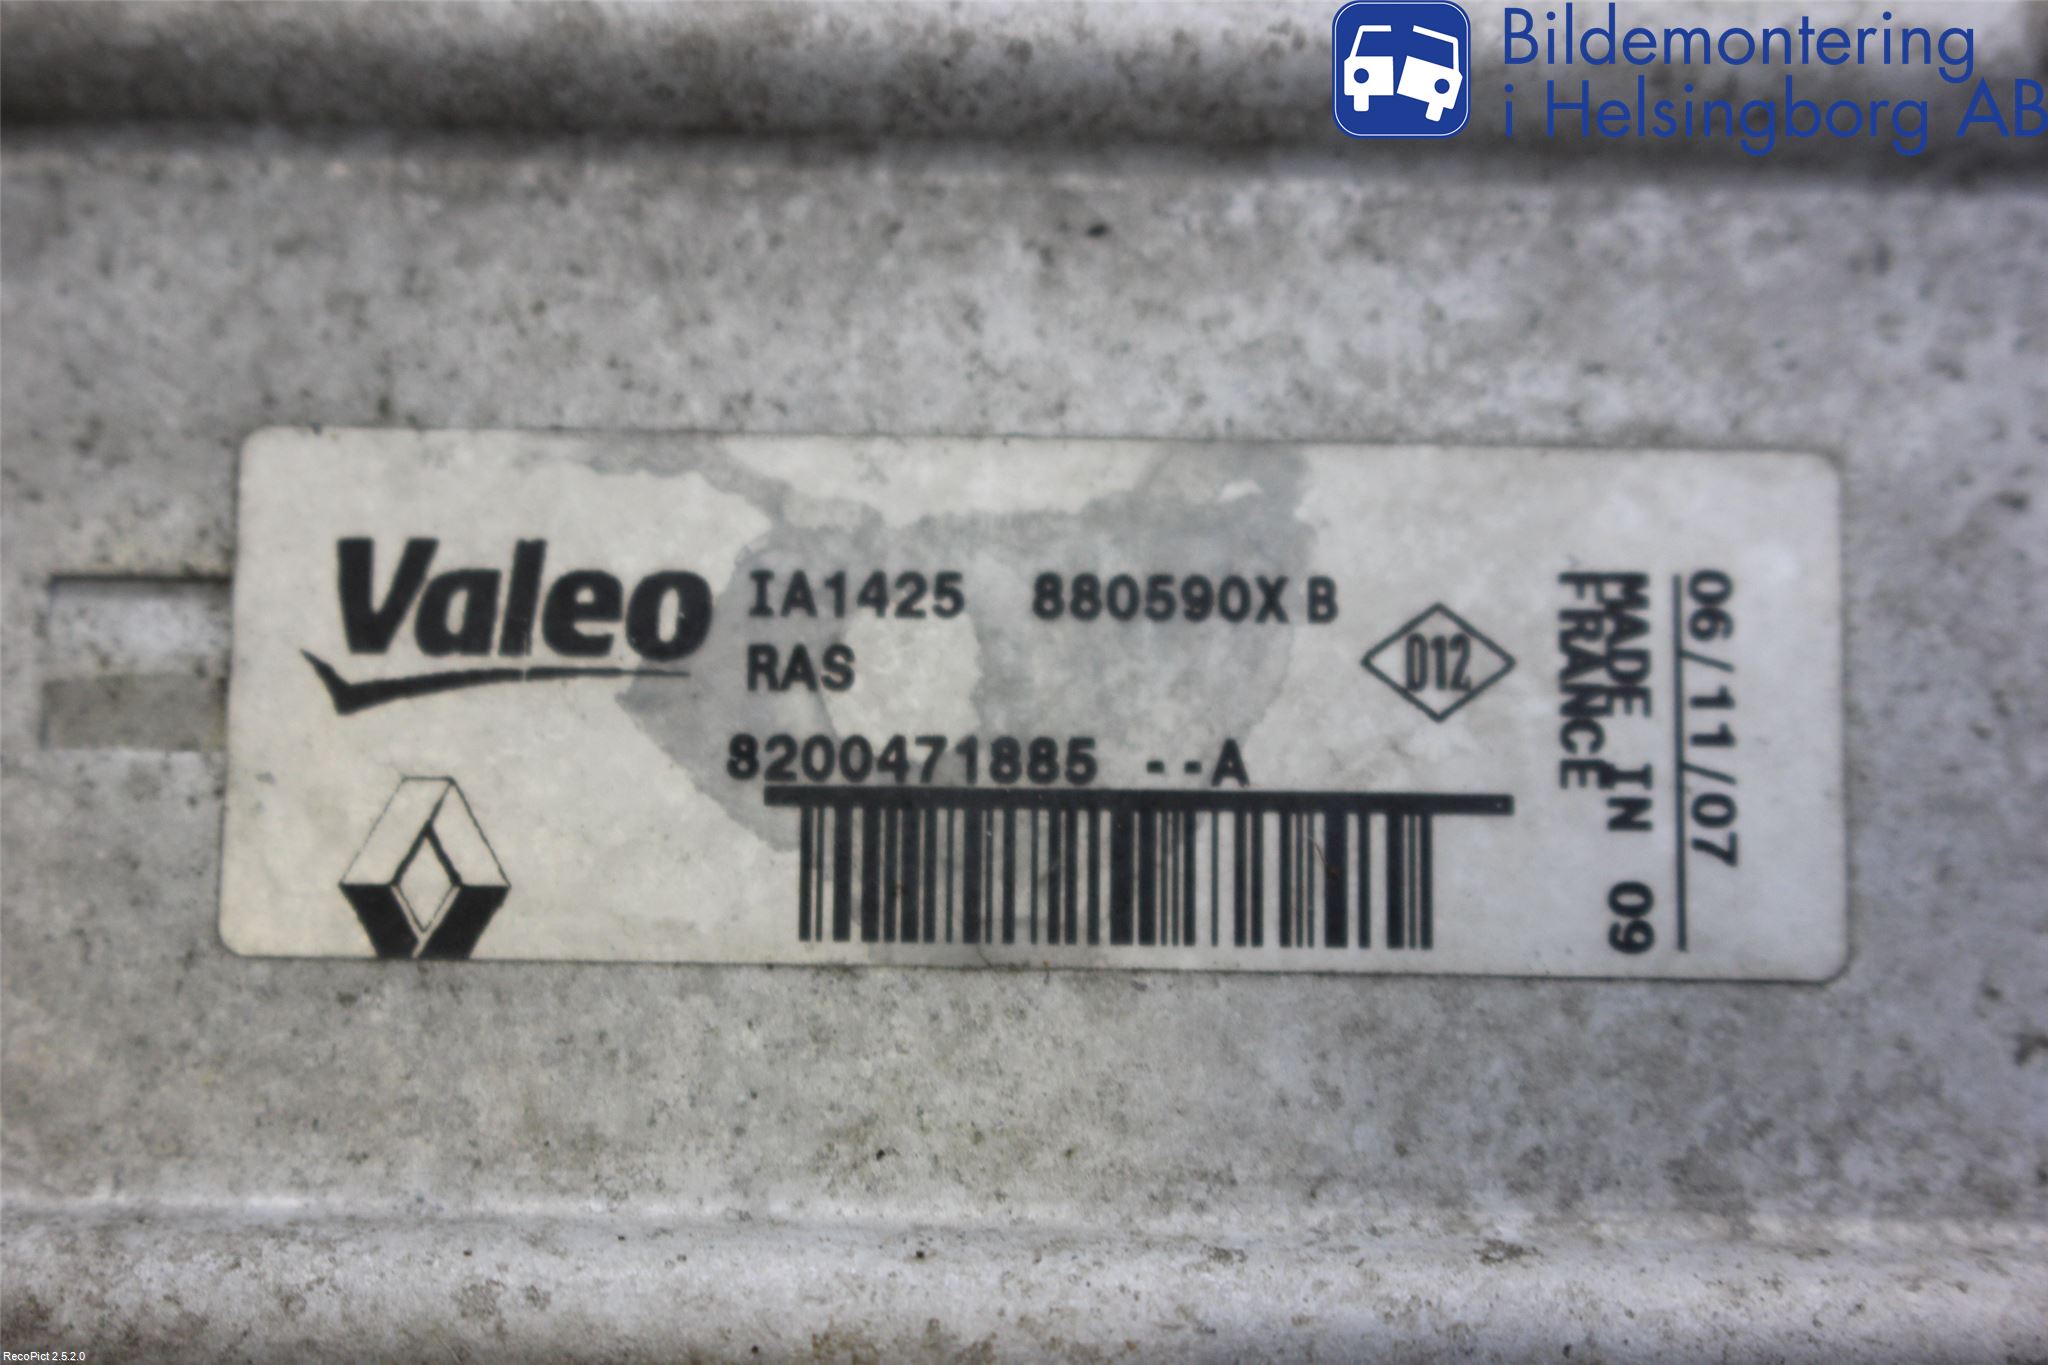 Bildemontering
i Helsingborg AB
Valeo
IA1425 880590X B
RAS
8200471885 --A
D12
06/11/07
MADE IN 09
FRANCE
RecoPict 2.5.2.0